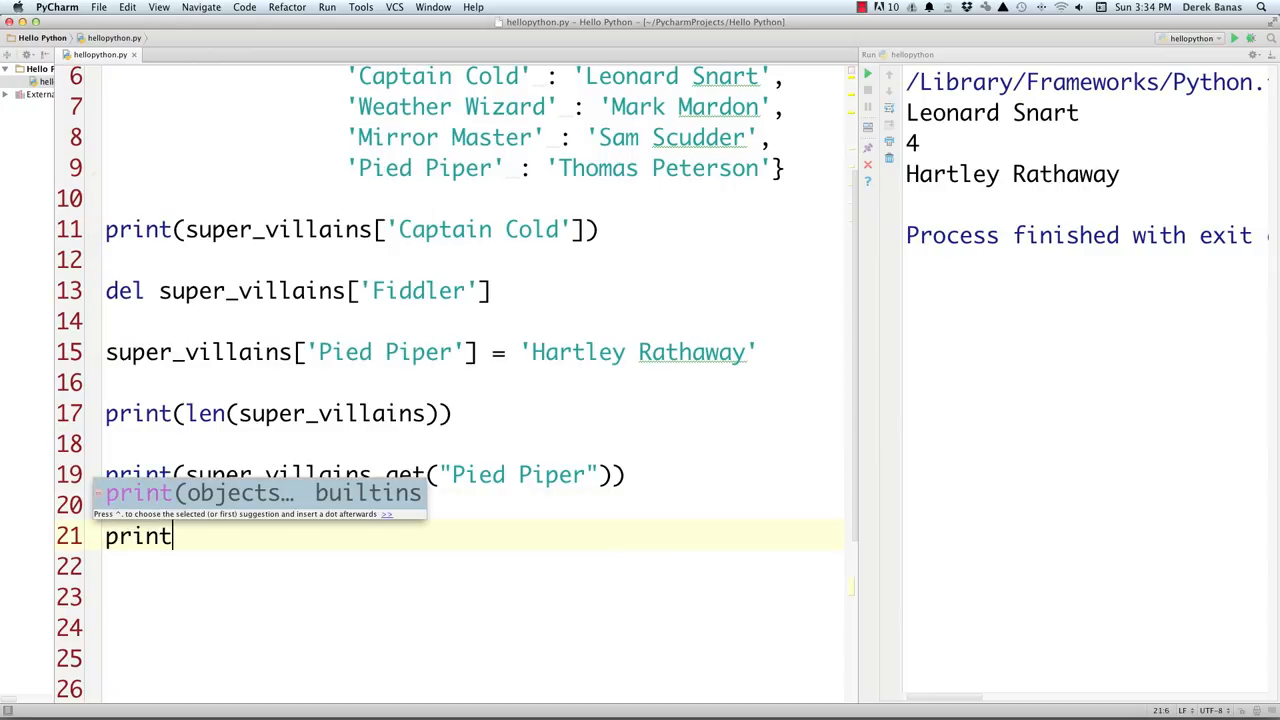 PyCharm File Edit View Navigate Code Refactor Run Tools VCS Window Help 10 Sun 3:34 PM Derek Banas
hellopython.py - Hello Python - [~/PycharmProjects/Hello Python]
Hello Python hellopython.py hellopython
hellopython.py Run hellopython
Hello P
hell
Extern
6 'Captain Cold' : 'Leonard Snart',
7 'Weather Wizard' : 'Mark Mardon',
8 'Mirror Master' : 'Sam Scudder',
9 'Pied Piper' : 'Thomas Peterson'}
10
11 print(super_villains['Captain Cold'])
12
13 del super_villains['Fiddler']
14
15 super_villains['Pied Piper'] = 'Hartley Rathaway'
16
17 print(len(super_villains))
18
19 print(super_villains.get("Pied Piper"))
print(objects… builtins
20
Press ^. to choose the selected (or first) suggestion and insert a dot afterwards >>
21 print
22
23
24
25
26
/Library/Frameworks/Python.
Leonard Snart
4
Hartley Rathaway
Process finished with exit
21:6 LF UTF-8